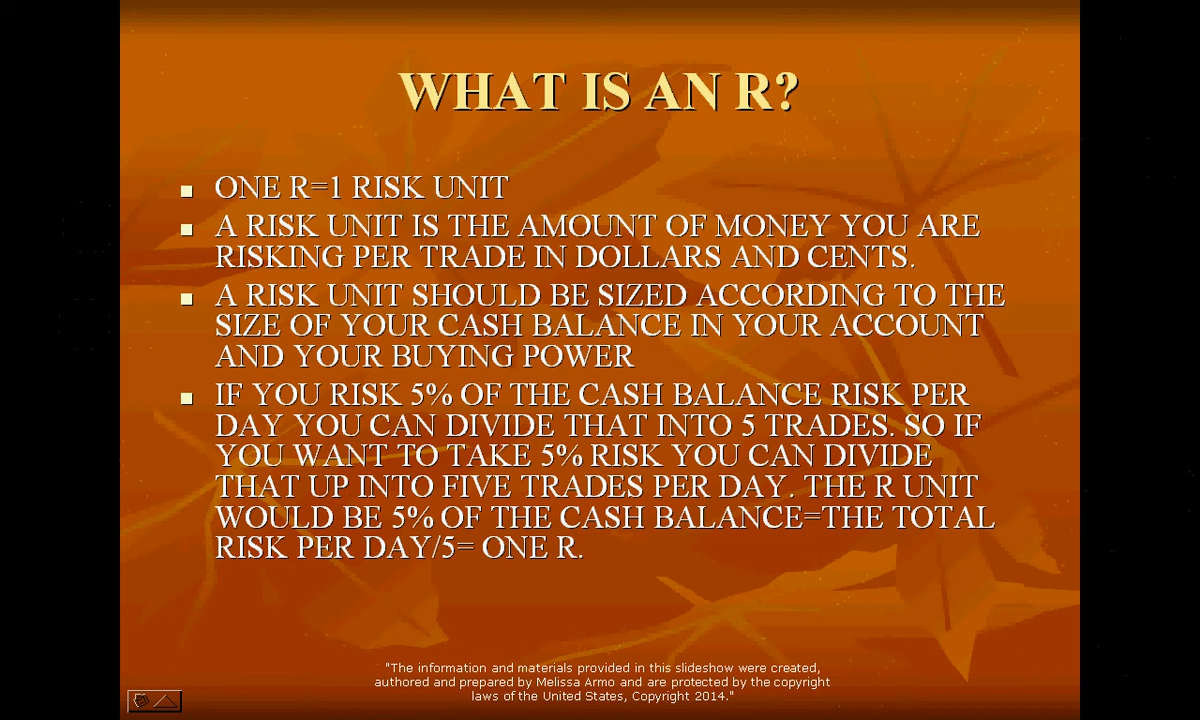 WHAT IS AN R?
ONE R=1 RISK UNIT
A RISK UNIT IS THE AMOUNT OF MONEY YOU ARE
RISKING PER TRADE IN DOLLARS AND CENTS.
A RISK UNIT SHOULD BE SIZED ACCORDING TO THE
SIZE OF YOUR CASH BALANCE IN YOUR ACCOUNT
AND YOUR BUYING POWER
IF YOU RISK 5% OF THE CASH BALANCE RISK PER
DAY YOU CAN DIVIDE THAT INTO 5 TRADES. SO IF
YOU WANT TO TAKE 5% RISK YOU CAN DIVIDE
THAT UP INTO FIVE TRADES PER DAY. THE R UNIT
WOULD BE 5% OF THE CASH BALANCE=THE TOTAL
RISK PER DAY/5= ONE R.
"The information and materials provided in this slideshow were created,
authored and prepared by Melissa Armo and are protected by the copyright
laws of the United States, Copyright 2014."